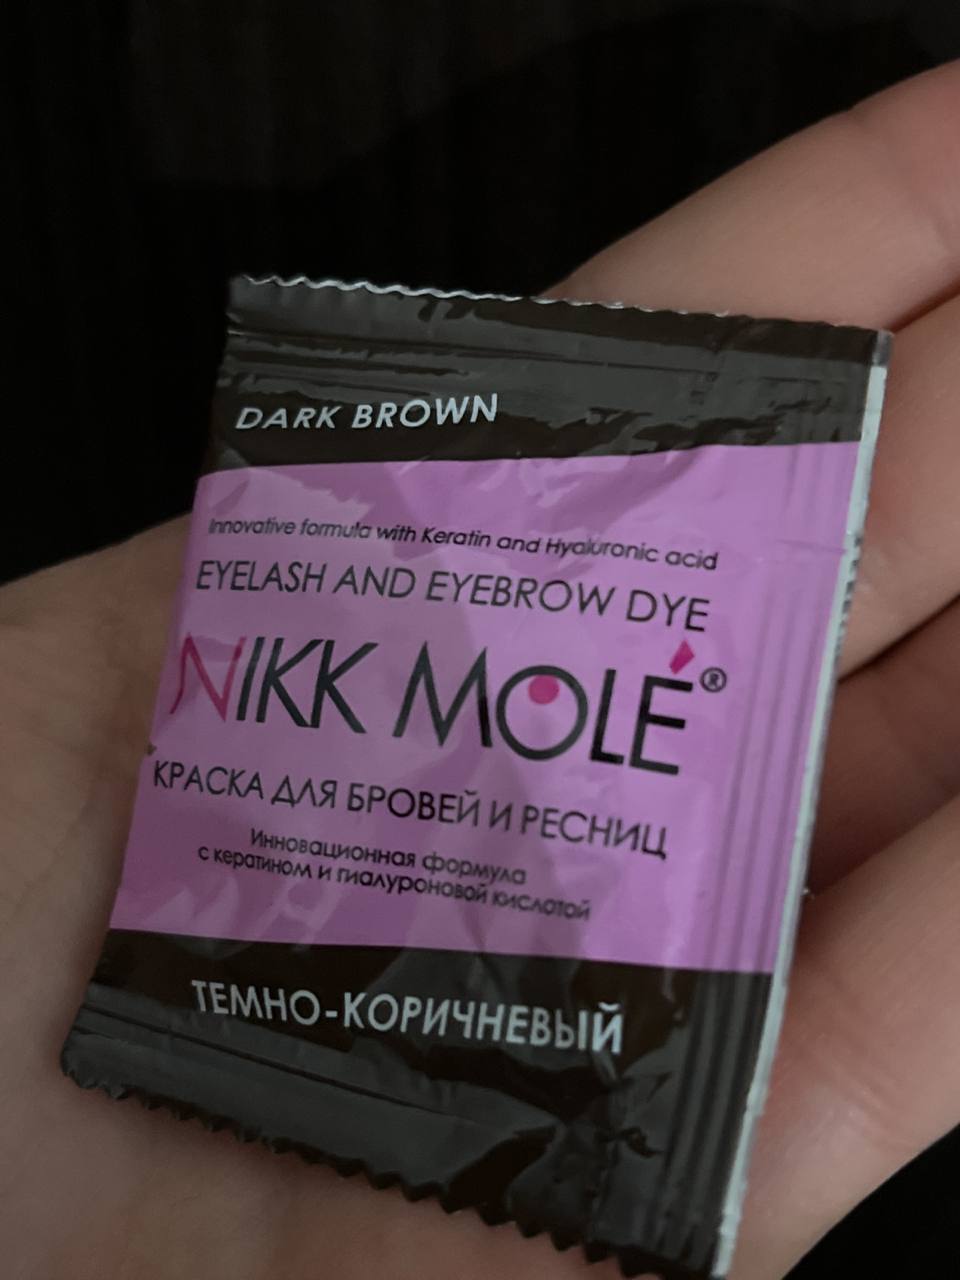 DARK BROWN
Innovative formula with Keratin and Hyaluronic acid
EYELASH AND EYEBROW DYE
NIKK MOLÉ®
КРАСКА ДЛЯ БРОВЕЙ И РЕСНИЦ
Инновационная формула
с кератином и гиалуроновой кислотой
ТЕМНО-КОРИЧНЕВЫЙ